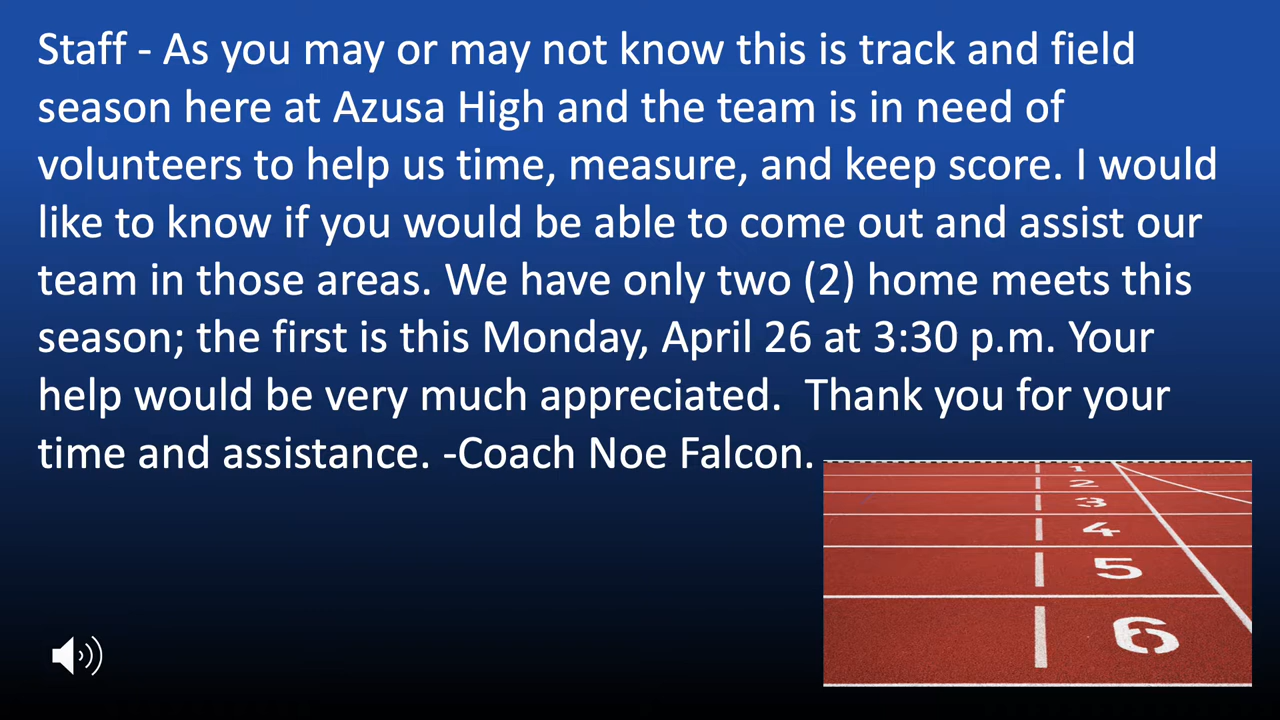 Staff - As you may or may not know this is track and field
season here at Azusa High and the team is in need of
volunteers to help us time, measure, and keep score. I would
like to know if you would be able to come out and assist our
team in those areas. We have only two (2) home meets this
season; the first is this Monday, April 26 at 3:30 p.m. Your
help would be very much appreciated.  Thank you for your
time and assistance. -Coach Noe Falcon.
1
2
3
4
5
6